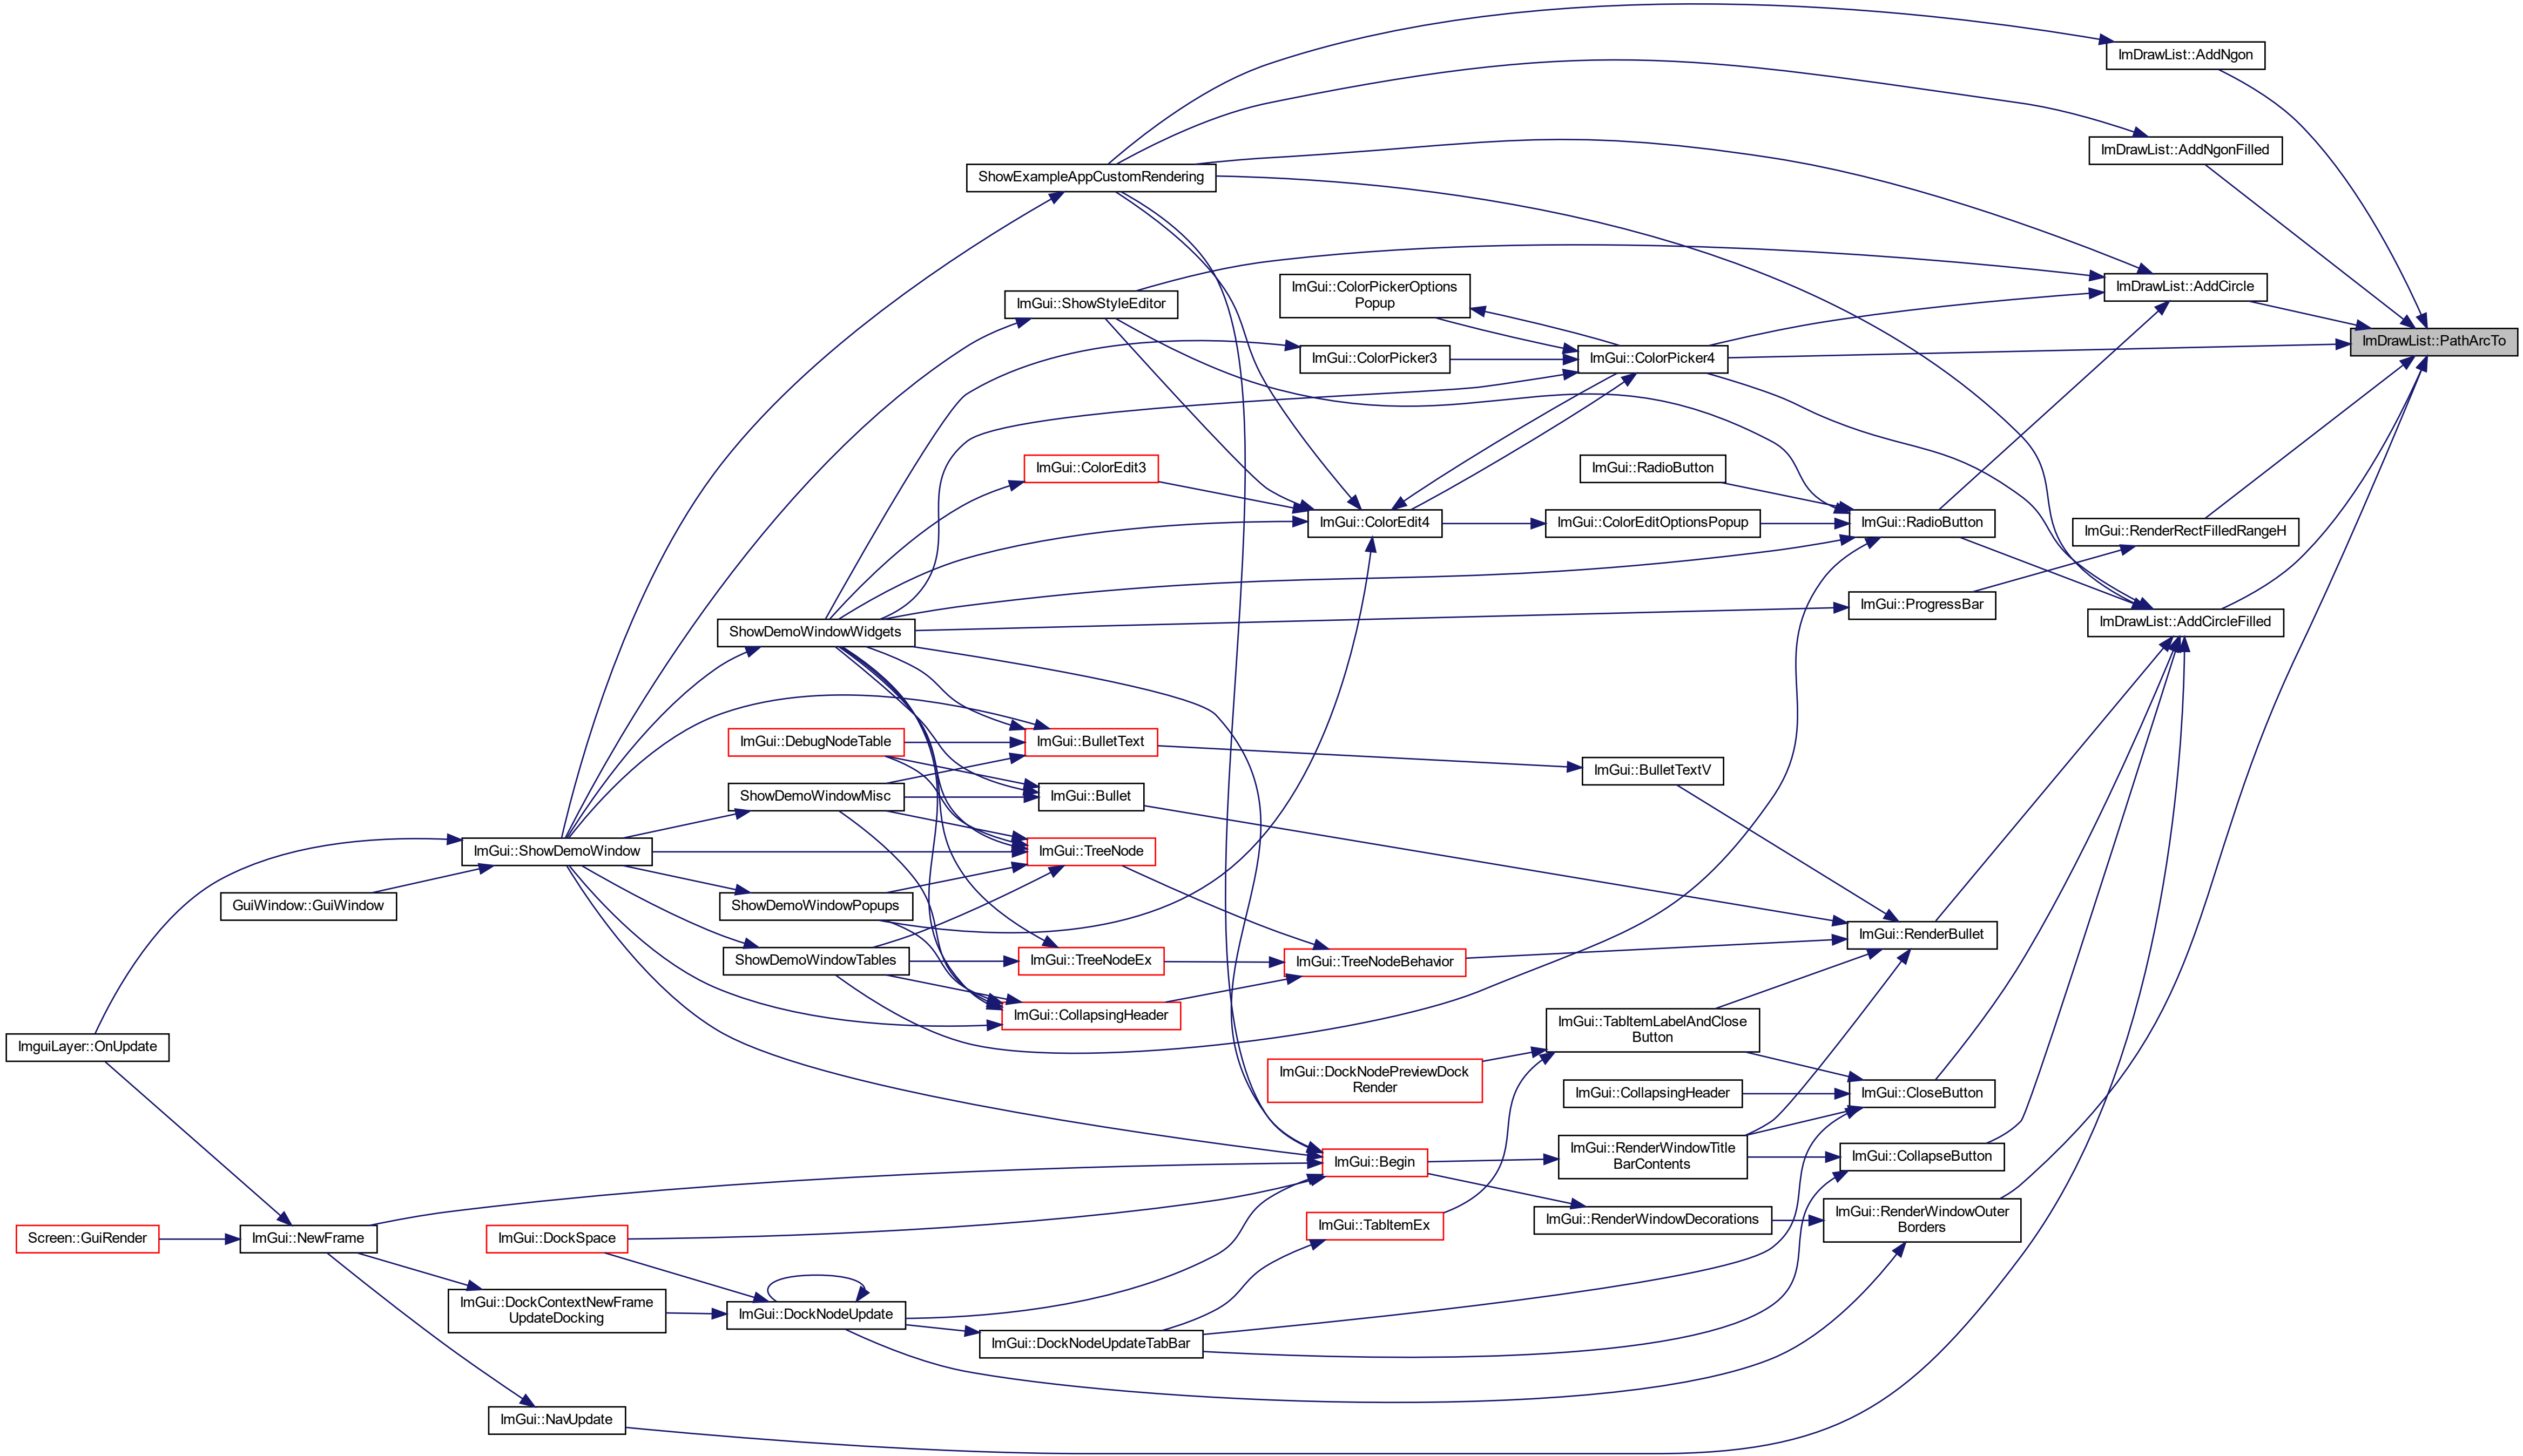 ImDrawList::AddNgon
ImDrawList::AddNgonFilled
ShowExampleAppCustomRendering
ImDrawList::AddCircle
ImGui::ColorPickerOptions
Popup
ImGui::ShowStyleEditor
ImDrawList::PathArcTo
ImGui::ColorPicker3
ImGui::ColorPicker4
ImGui::ColorEdit3
ImGui::RadioButton
ImGui::ColorEdit4
ImGui::ColorEditOptionsPopup
ImGui::RadioButton
ImGui::RenderRectFilledRangeH
ImGui::ProgressBar
ImDrawList::AddCircleFilled
ShowDemoWindowWidgets
ImGui::DebugNodeTable
ImGui::BulletText
ImGui::BulletTextV
ShowDemoWindowMisc
ImGui::Bullet
ImGui::ShowDemoWindow
ImGui::TreeNode
GuiWindow::GuiWindow
ShowDemoWindowPopups
ImGui::RenderBullet
ShowDemoWindowTables
ImGui::TreeNodeEx
ImGui::TreeNodeBehavior
ImGui::CollapsingHeader
ImGui::TabItemLabelAndClose
Button
ImguiLayer::OnUpdate
ImGui::DockNodePreviewDock
Render
ImGui::CollapsingHeader
ImGui::CloseButton
ImGui::Begin
ImGui::RenderWindowTitle
BarContents
ImGui::CollapseButton
ImGui::RenderWindowOuter
Borders
ImGui::TabItemEx
ImGui::RenderWindowDecorations
Screen::GuiRender
ImGui::NewFrame
ImGui::DockSpace
ImGui::DockContextNewFrame
UpdateDocking
ImGui::DockNodeUpdate
ImGui::DockNodeUpdateTabBar
ImGui::NavUpdate